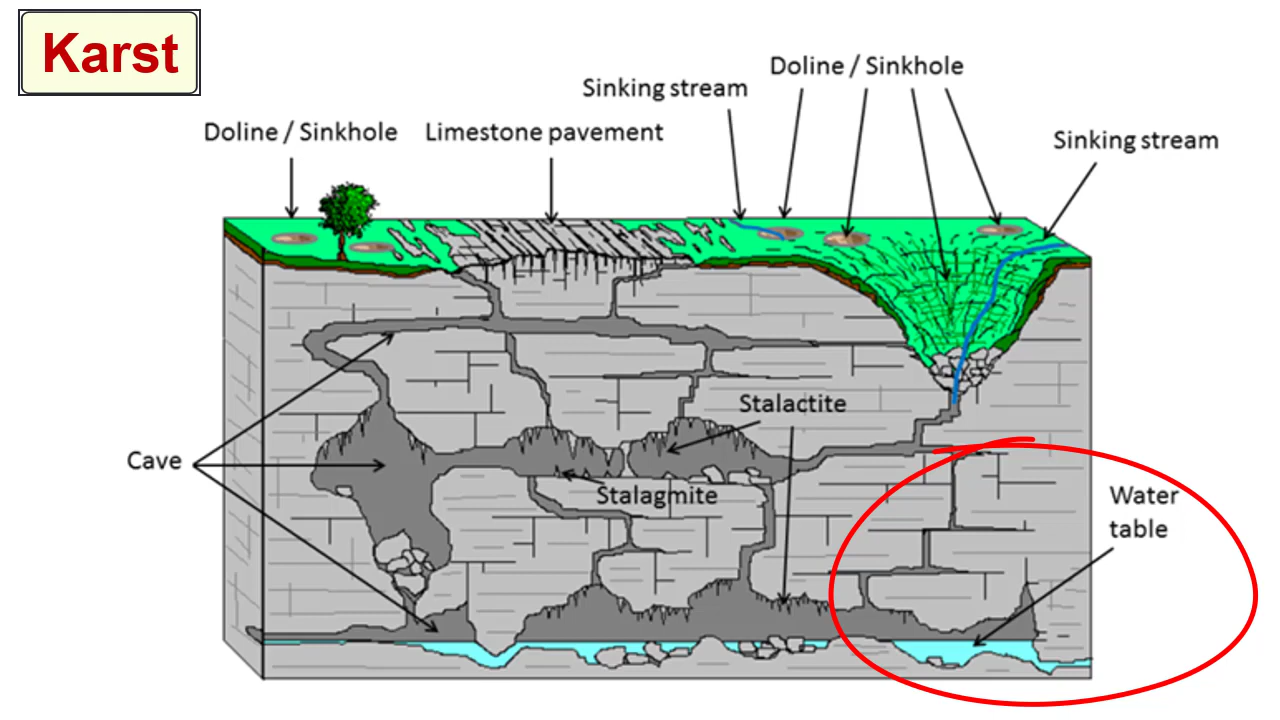 Karst
Doline / Sinkhole
Sinking stream
Doline / Sinkhole
Limestone pavement
Sinking stream
Stalactite
Cave
Stalagmite
Water
table